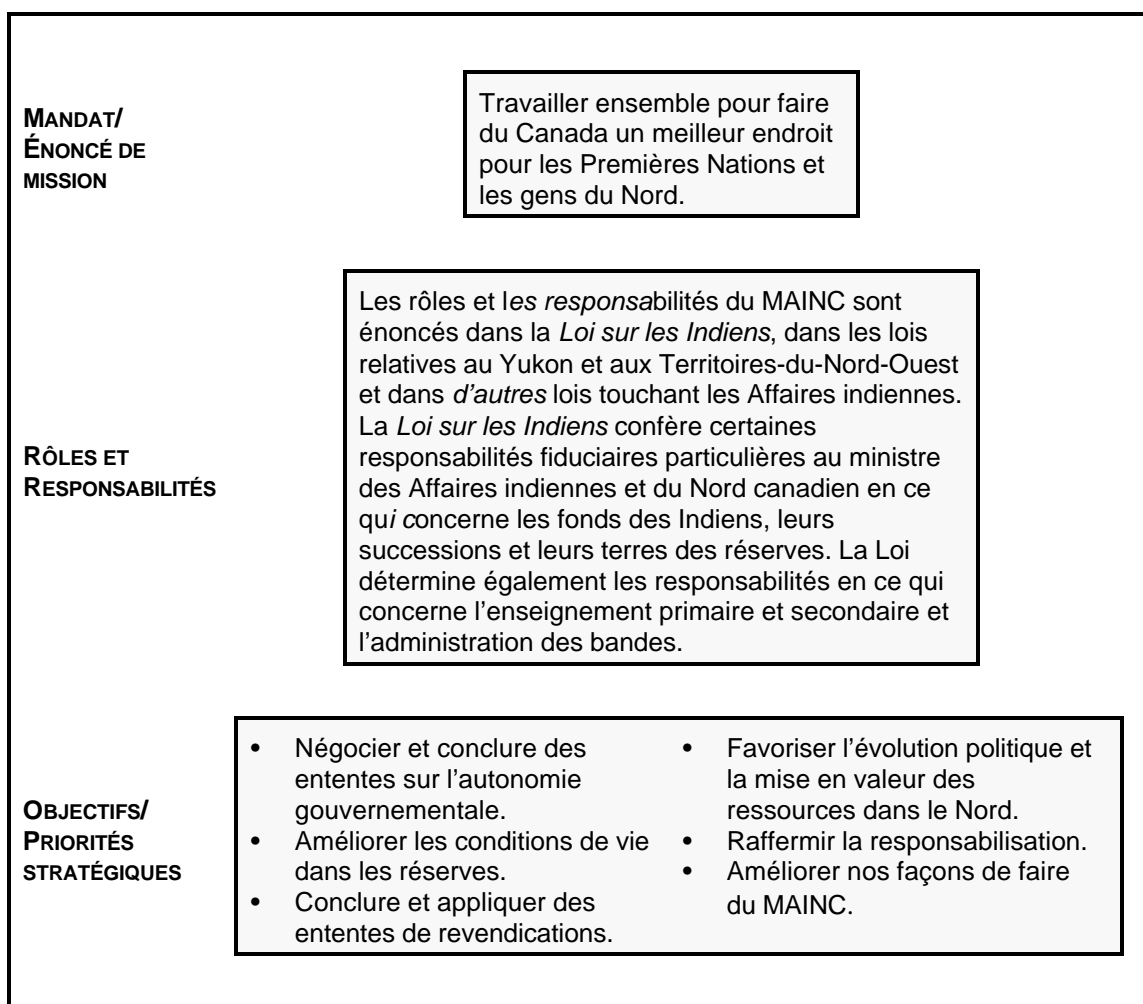 MANDAT/
ÉNONCÉ DE
MISSION
Travailler ensemble pour faire
du Canada un meilleur endroit
pour les Premières Nations et
les gens du Nord.
RÔLES ET
RESPONSABILITÉS
Les rôles et les responsabilités du MAINC sont
énoncés dans la Loi sur les Indiens, dans les lois
relatives au Yukon et aux Territoires-du-Nord-Ouest
et dans d'autres lois touchant les Affaires indiennes.
La Loi sur les Indiens confère certaines
responsabilités fiduciaires particulières au ministre
des Affaires indiennes et du Nord canadien en ce
qui concerne les fonds des Indiens, leurs
successions et leurs terres des réserves. La Loi
détermine également les responsabilités en ce qui
concerne l’enseignement primaire et secondaire et
l’administration des bandes.
OBJECTIFS/
PRIORITÉS
STRATÉGIQUES
• Négocier et conclure des
ententes sur l’autonomie
gouvernementale.
• Améliorer les conditions de vie
dans les réserves.
• Conclure et appliquer des
ententes de revendications.
• Favoriser l’évolution politique et
la mise en valeur des
ressources dans le Nord.
• Raffermir la responsabilisation.
• Améliorer nos façons de faire
du MAINC.